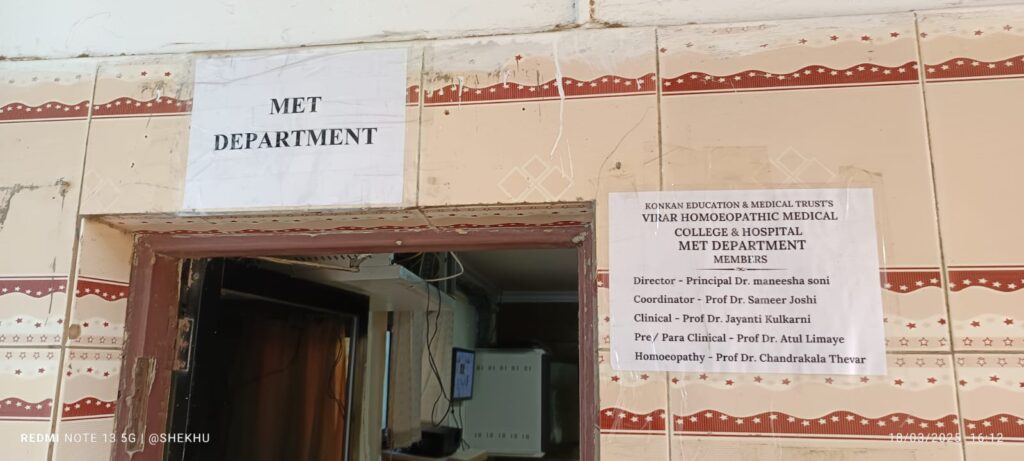 MET
DEPARTMENT
KONKAN EDUCATION & MEDICAL TRUST'S
VIRAR HOMOEOPATHIC MEDICAL
COLLEGE & HOSPITAL
MET DEPARTMENT
MEMBERS
Director - Principal Dr. maneesha soni
Coordinator - Prof Dr. Sameer Joshi
Clinical - Prof Dr. Jayanti Kulkarni
Pre / Para Clinical - Prof Dr. Atul Limaye
Homoeopathy - Prof Dr. Chandrakala Thevar
REDMI NOTE 13 5G | @SHEKHU
16:12